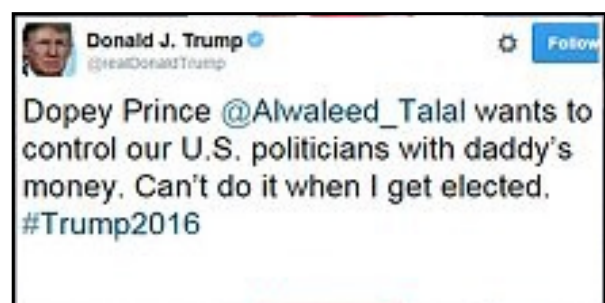 Donald J. Trump
Follow
@realDonaldTrump
Dopey Prince @Alwaleed_Talal wants to
control our U.S. politicians with daddy's
money. Can't do it when I get elected.
#Trump2016